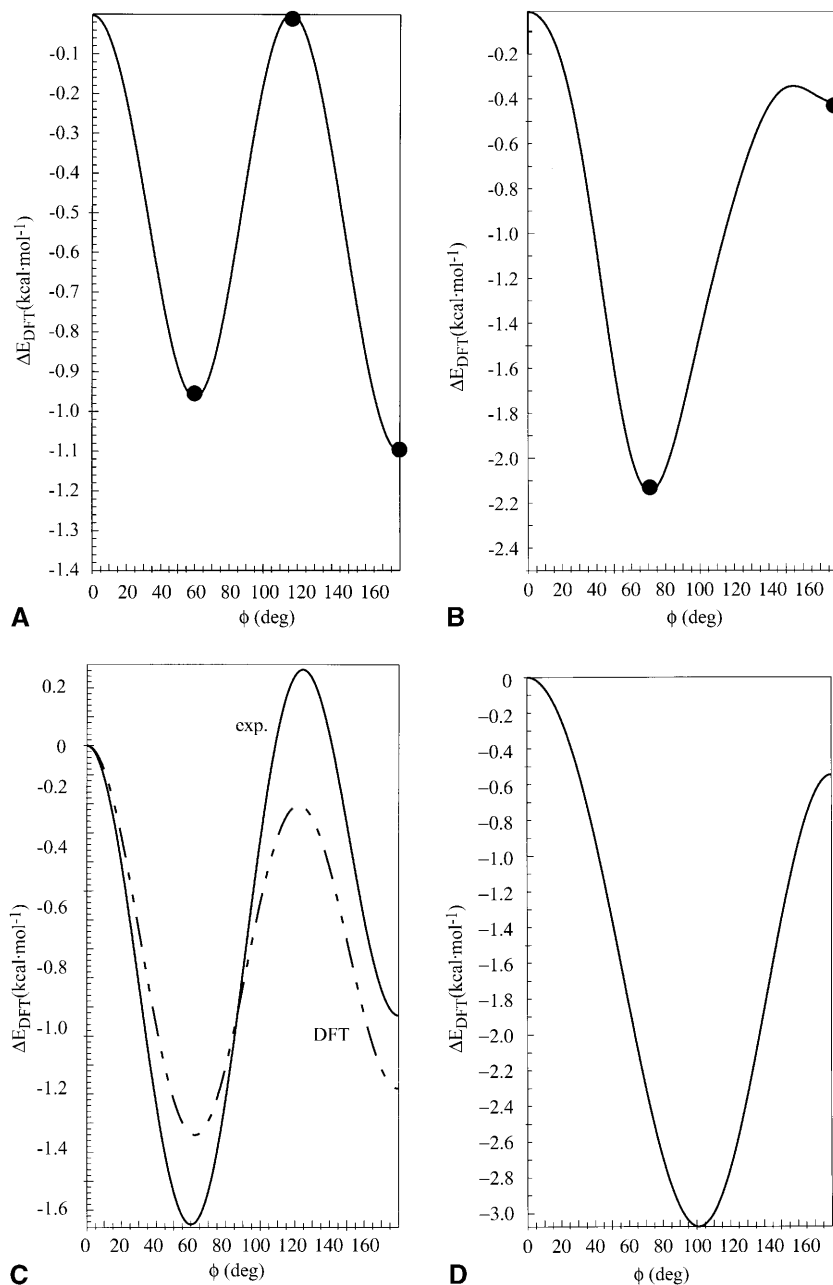 -0.1
-0.2
-0.3
-0.4
-0.5
-0.6
-0.7
-0.8
-0.9
-1.0
-1.1
-1.2
-1.3
-1.4
ΔE_DFT(kcal·mol⁻¹)
0 20 40 60 80 100 120 140 160
φ (deg)
A
-0.2
-0.4
-0.6
-0.8
-2.0
-1.2
-1.4
-1.6
-1.8
-2.0
-2.2
-2.4
ΔE_DFT(kcal·mol⁻¹)
0 20 40 60 80 100 120 140 160
φ (deg)
B
0.2
0
-0.2
-0.4
-0.6
-0.8
-1.0
-1.2
-1.4
-1.6
ΔE_DFT(kcal·mol⁻¹)
exp.
DFT
0 20 40 60 80 100 120 140 160
φ (deg)
C
0
−0.2
−0.4
−0.6
−0.8
−1.0
−1.2
−1.4
−1.6
−1.8
−2.0
−2.2
−2.4
−2.6
−2.8
−3.0
ΔE_DFT(kcal·mol⁻¹)
0 20 40 60 80 100 120 140 160
φ (deg)
D